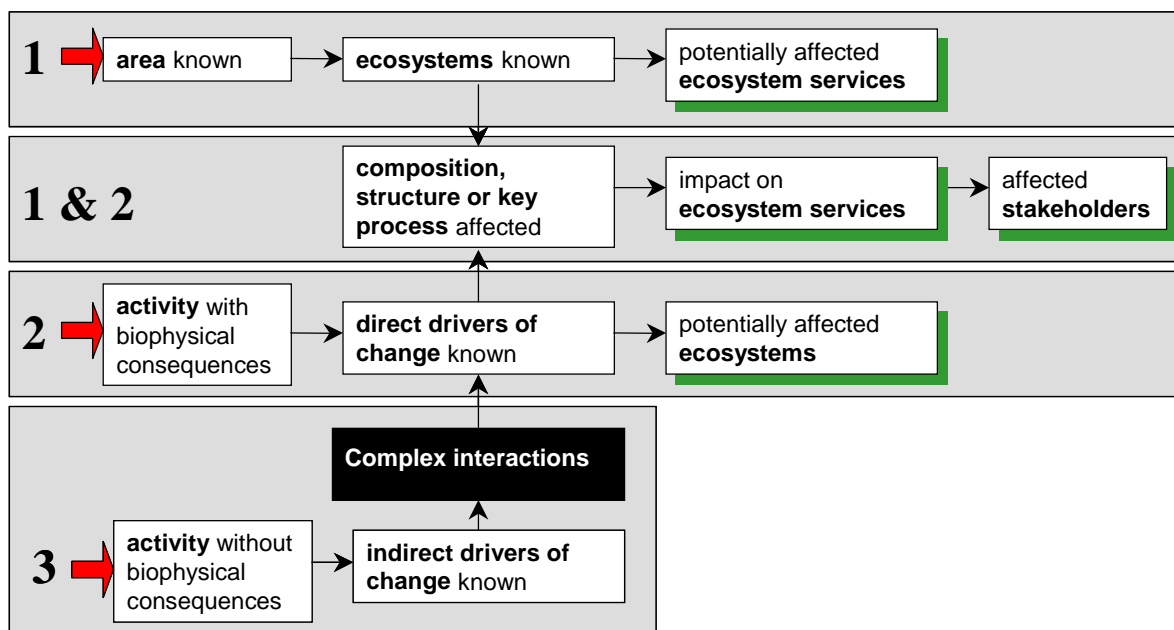 1
area known
ecosystems known
potentially affected
ecosystem services
1 & 2
composition,
structure or key
process affected
impact on
ecosystem services
affected
stakeholders
2
activity with
biophysical
consequences
direct drivers of
change known
potentially affected
ecosystems
Complex interactions
3
activity without
biophysical
consequences
indirect drivers of
change known